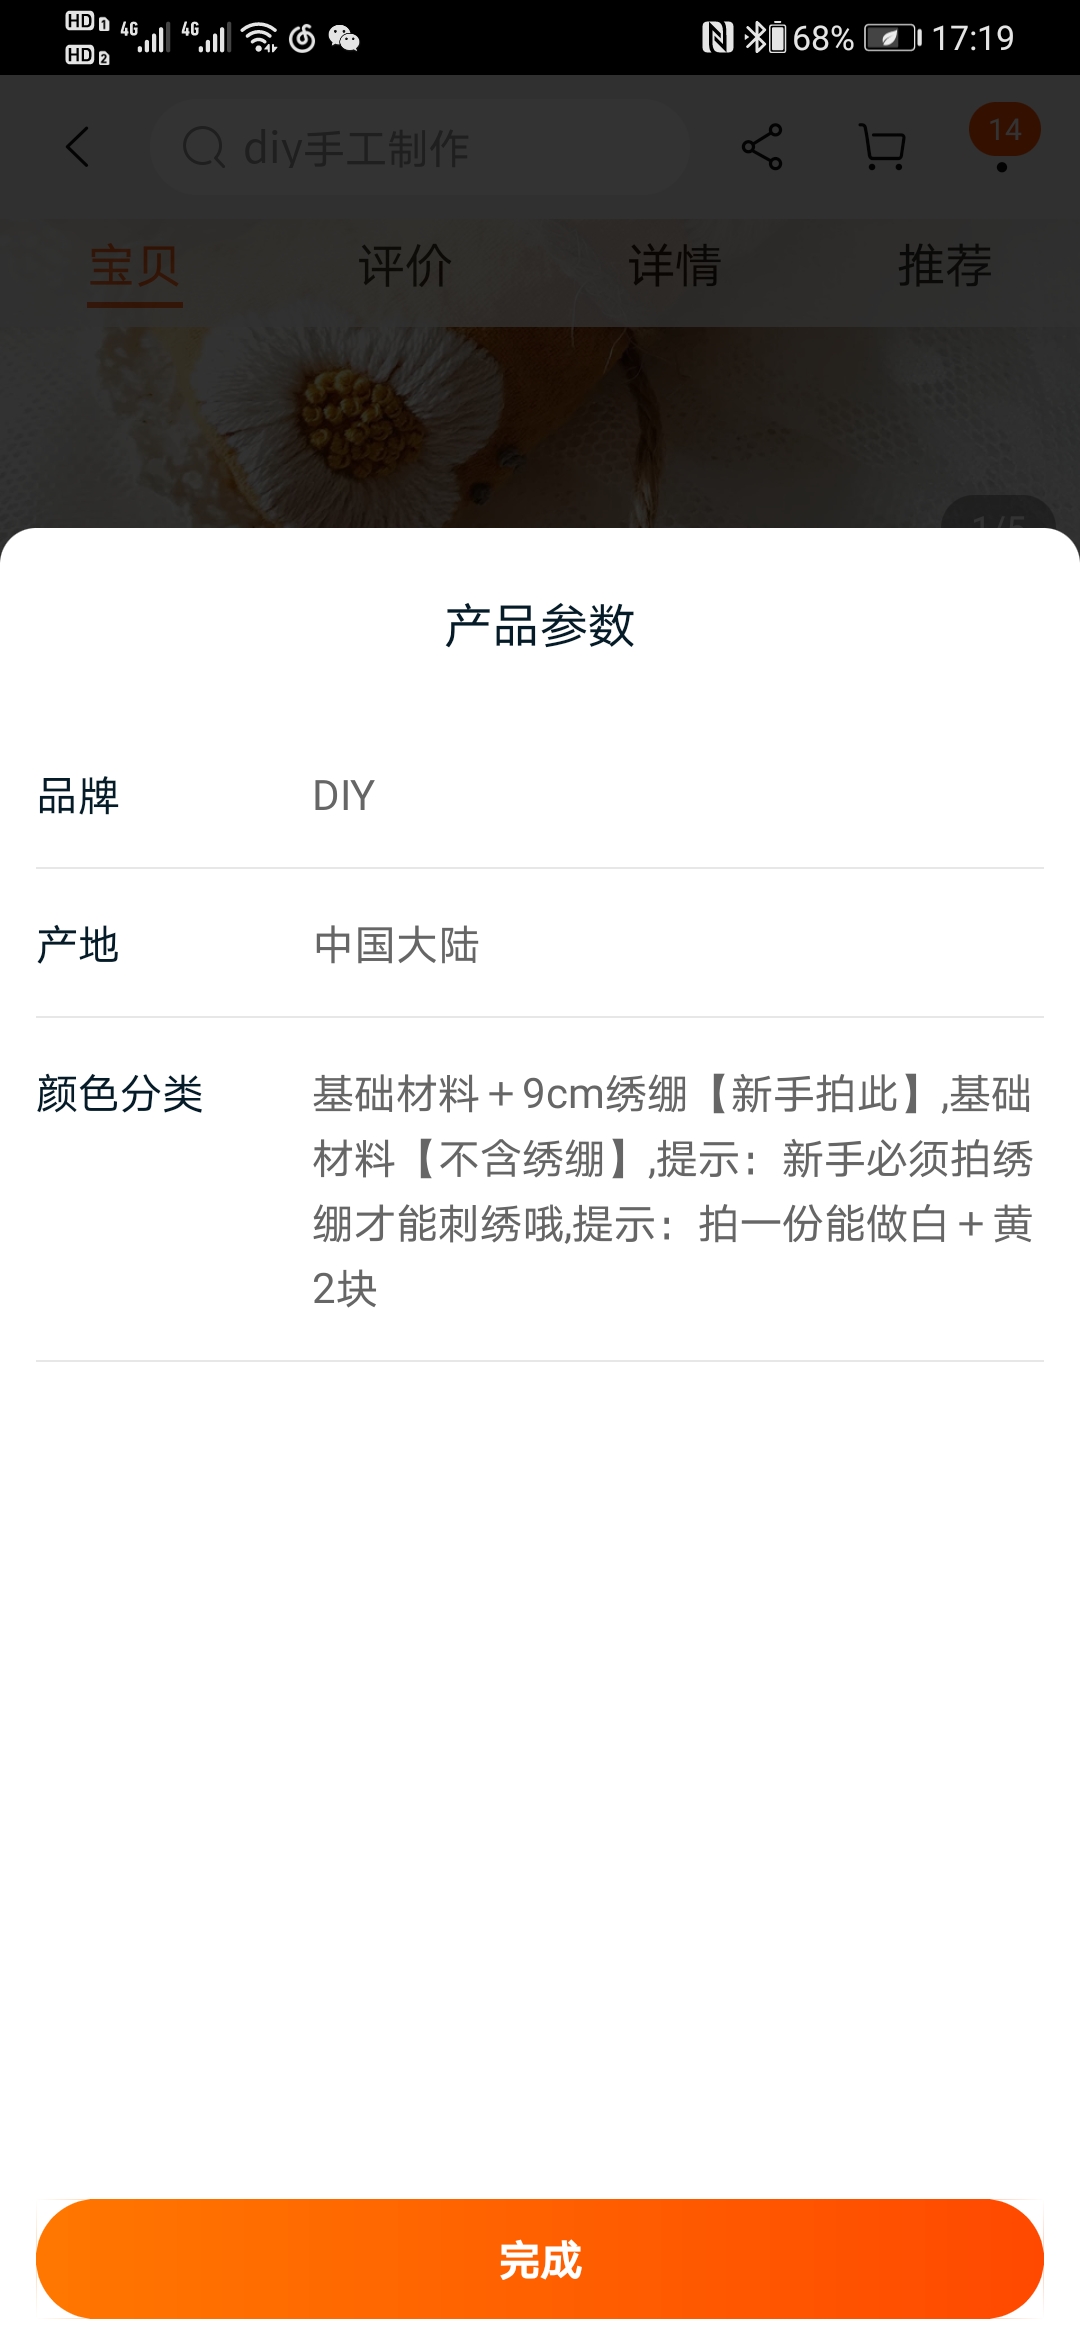 HD 1 4G 4G 68% 17:19
HD 2
diy手工制作 14
宝贝 评价 详情 推荐
1/5
产品参数
品牌 DIY
产地 中国大陆
颜色分类 基础材料+9cm绣绷【新手拍此】,基础
材料【不含绣绷】,提示：新手必须拍绣
绷才能刺绣哦,提示：拍一份能做白+黄
2块
完成